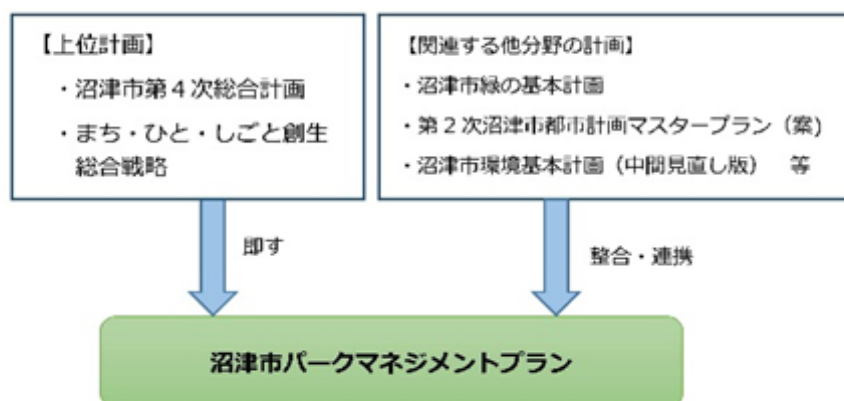 【上位計画】
・沼津市第４次総合計画
・まち・ひと・しごと創生
総合戦略
【関連する他分野の計画】
・沼津市緑の基本計画
・第２次沼津市都市計画マスタープラン（案)
・沼津市環境基本計画（中間見直し版）　等
即す
整合・連携
沼津市パークマネジメントプラン